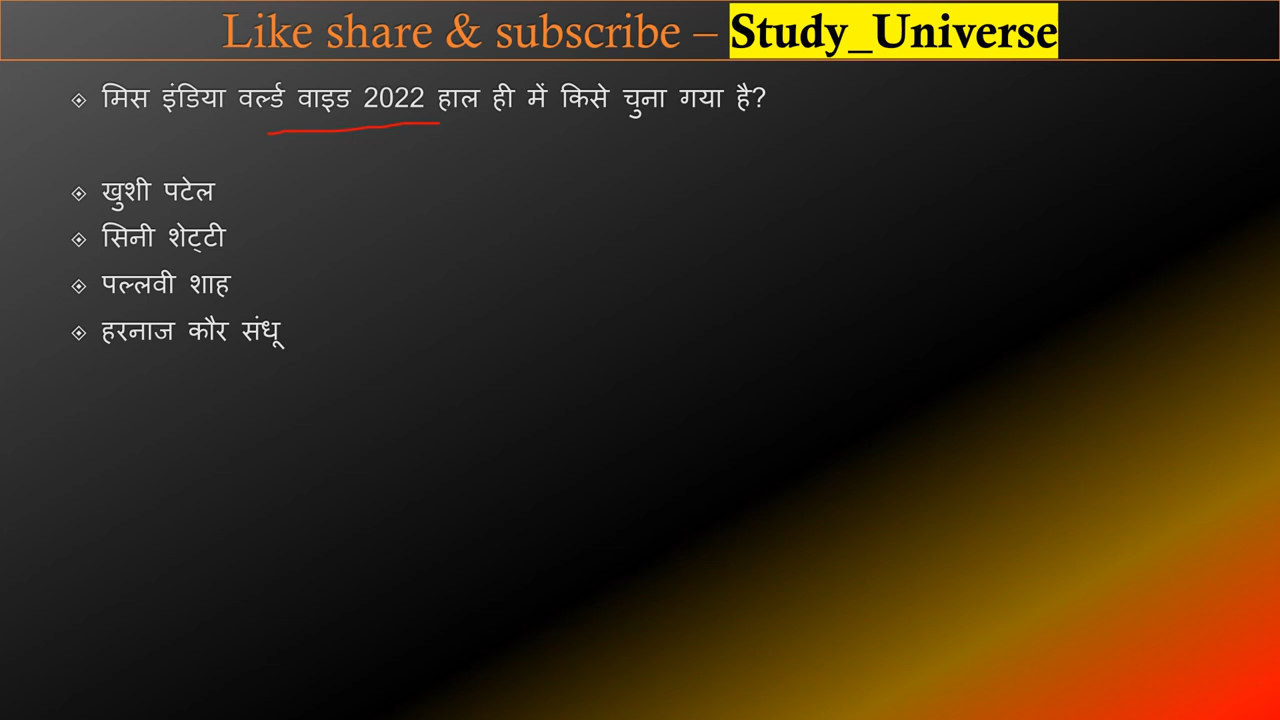 Like share & subscribe – Study_Universe
मिस इंडिया वर्ल्ड वाइड 2022 हाल ही में किसे चुना गया है?
खुशी पटेल
सिनी शेट्‌टी
पल्लवी शाह
हरनाज कौर संधू